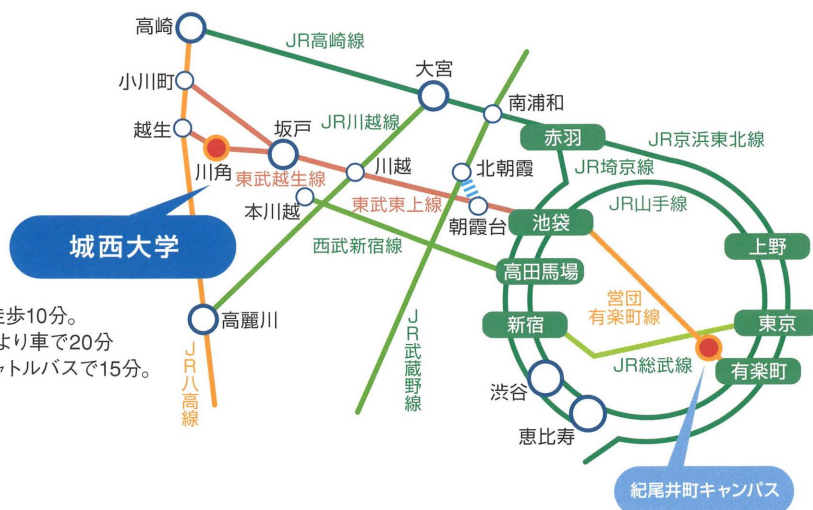 高崎
JR高崎線
小川町
大宮
南浦和
越生
坂戸
JR川越線
赤羽
JR京浜東北線
川角
東武越生線
川越
北朝霞
JR埼京線
本川越
東武東上線
朝霞台
池袋
JR山手線
城西大学
西武新宿線
高田馬場
上野
営団
有楽町線
徒歩10分。
より車で20分
ャトルバスで15分。
高麗川
JR武蔵野線
新宿
東京
JR八高線
JR総武線
有楽町
渋谷
恵比寿
紀尾井町キャンパス